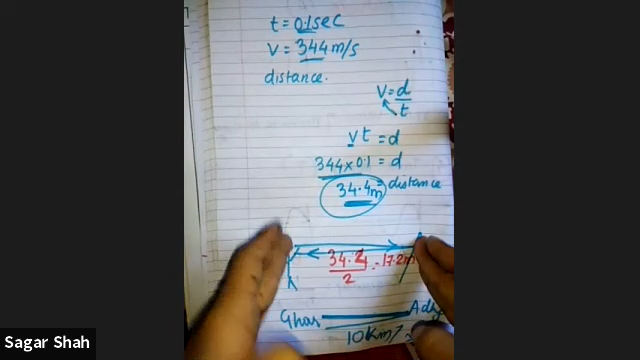 t = 0.1sec
v = 344m/s
distance.
v = d/t
vt = d
344 x 0.1 = d
34.4m = distance
34.4/2 = 17.2m
Ghar
10km
Sagar Shah